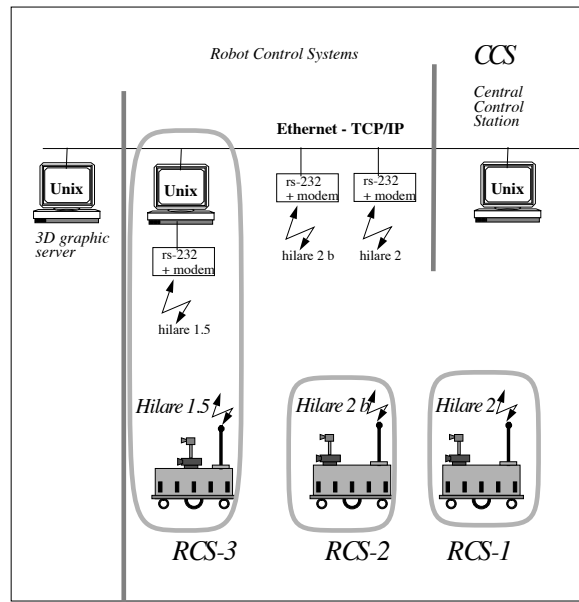 Robot Control Systems
CCS
Central
Control
Station
Ethernet - TCP/IP
Unix
3D graphic
server
Unix
rs-232
+ modem
hilare 1.5
rs-232
+ modem
hilare 2 b
rs-232
+ modem
hilare 2
Unix
Hilare 1.5
Hilare 2 b
Hilare 2
RCS-3
RCS-2
RCS-1